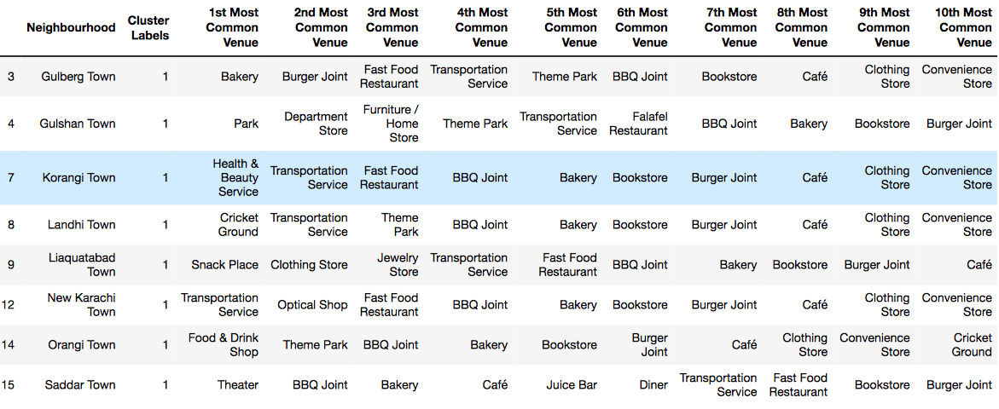 Neighbourhood Cluster Labels 1st Most Common Venue 2nd Most Common Venue 3rd Most Common Venue 4th Most Common Venue 5th Most Common Venue 6th Most Common Venue 7th Most Common Venue 8th Most Common Venue 9th Most Common Venue 10th Most Common Venue
3 Gulberg Town 1 Bakery Burger Joint Fast Food Restaurant Transportation Service Theme Park BBQ Joint Bookstore Café Clothing Store Convenience Store
4 Gulshan Town 1 Park Department Store Furniture / Home Store Theme Park Transportation Service Falafel Restaurant BBQ Joint Bakery Bookstore Burger Joint
7 Korangi Town 1 Health & Beauty Service Transportation Service Fast Food Restaurant BBQ Joint Bakery Bookstore Burger Joint Café Clothing Store Convenience Store
8 Landhi Town 1 Cricket Ground Transportation Service Theme Park BBQ Joint Bakery Bookstore Burger Joint Café Clothing Store Convenience Store
9 Liaquatabad Town 1 Snack Place Clothing Store Jewelry Store Transportation Service Fast Food Restaurant BBQ Joint Bakery Bookstore Burger Joint Café
12 New Karachi Town 1 Transportation Service Optical Shop Fast Food Restaurant BBQ Joint Bakery Bookstore Burger Joint Café Clothing Store Convenience Store
14 Orangi Town 1 Food & Drink Shop Theme Park BBQ Joint Bakery Bookstore Burger Joint Café Clothing Store Convenience Store Cricket Ground
15 Saddar Town 1 Theater BBQ Joint Bakery Café Juice Bar Diner Transportation Service Fast Food Restaurant Bookstore Burger Joint